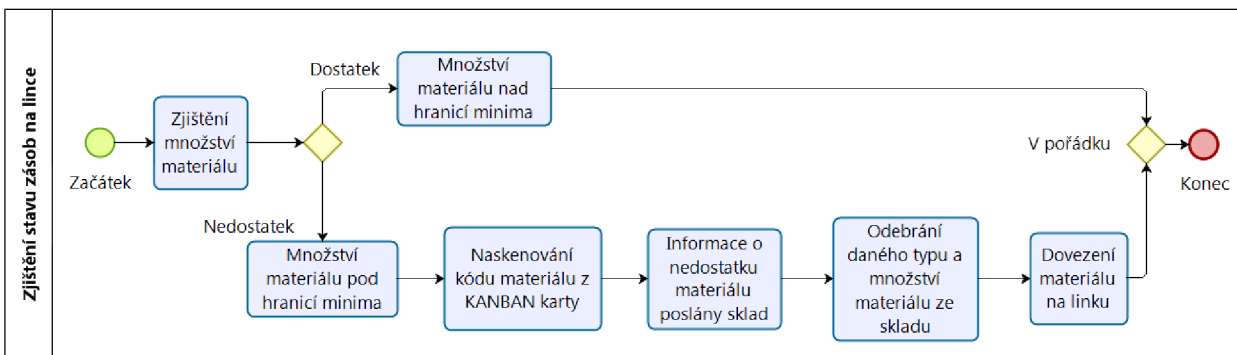 Zjištění stavu zásob na lince
Začátek
Zjištění
množství
materiálu
Dostatek
Množství
materiálu nad
hranicí minima
Nedostatek
Množství
materiálu pod
hranicí minima
Naskenování
kódu materiálu z
KANBAN karty
Informace o
nedostatku
materiálu
poslány sklad
Odebrání
daného typu a
množství
materiálu ze
skladu
Dovezení
materiálu
na linku
V pořádku
Konec